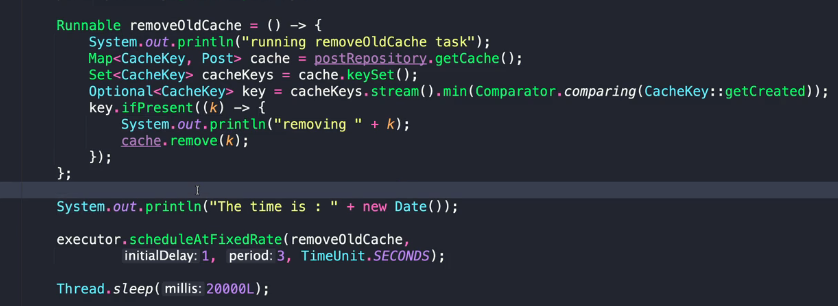 Runnable removeOldCache = () -> {
System.out.println("running removeOldCache task");
Map<CacheKey, Post> cache = postRepository.getCache();
Set<CacheKey> cacheKeys = cache.keySet();
Optional<CacheKey> key = cacheKeys.stream().min(Comparator.comparing(CacheKey::getCreated));
key.ifPresent((k) -> {
System.out.println("removing " + k);
cache.remove(k);
});
};
System.out.println("The time is : " + new Date());
executor.scheduleAtFixedRate(removeOldCache,
initialDelay: 1, period: 3, TimeUnit.SECONDS);
Thread.sleep( millis: 20000L);